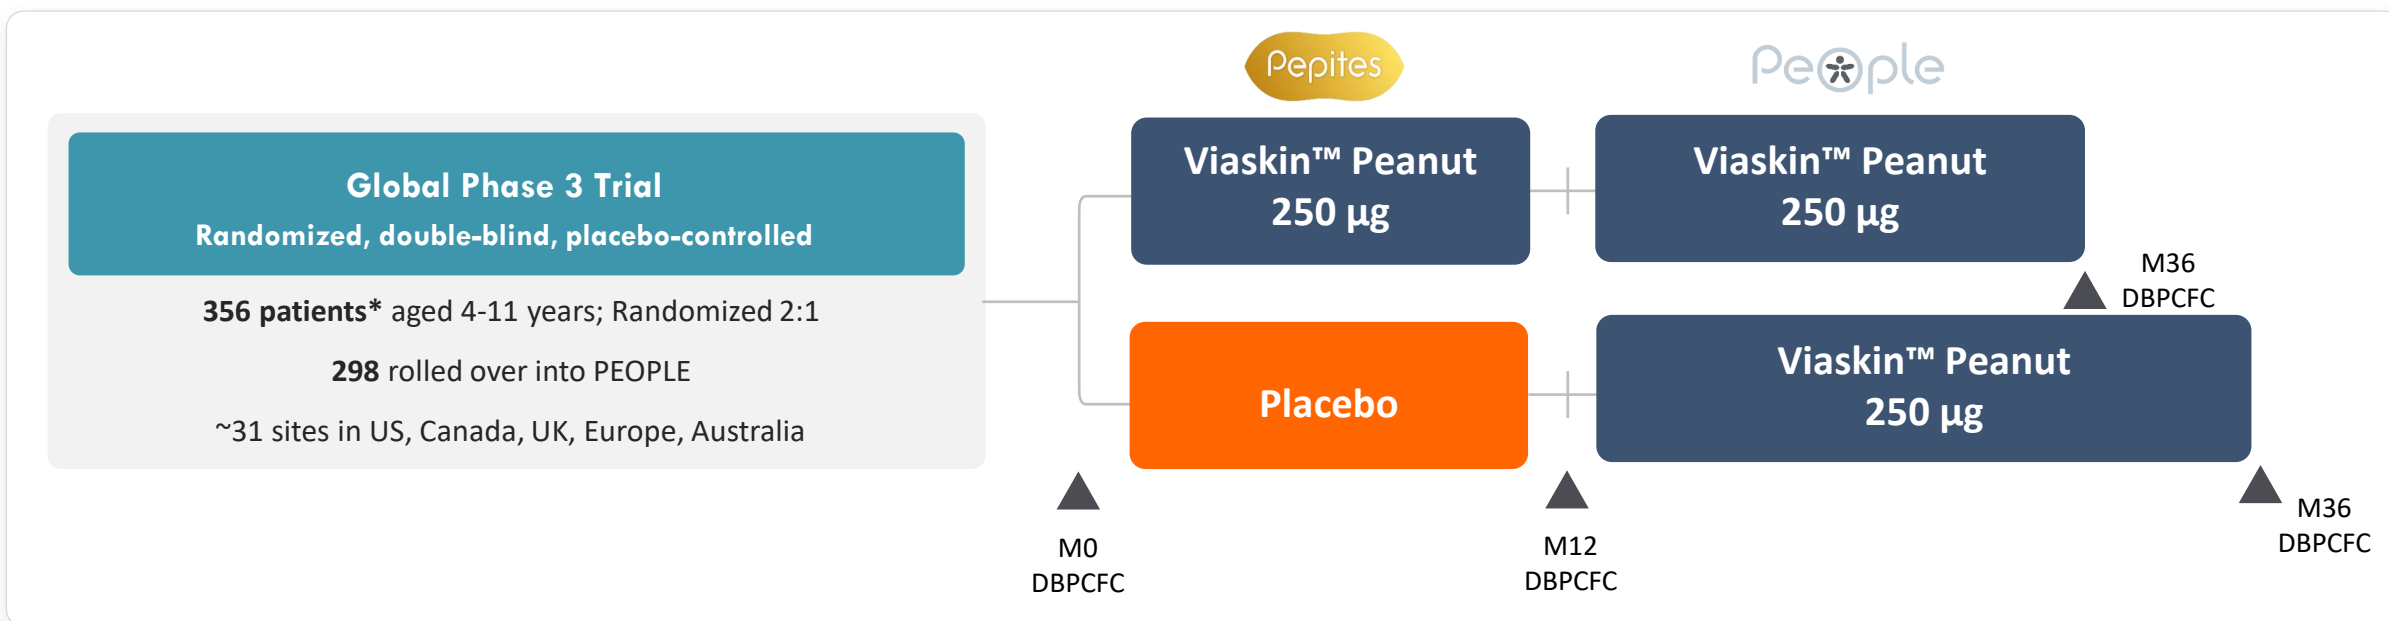 Pepites
People
Global Phase 3 Trial
Randomized, double-blind, placebo-controlled
356 patients* aged 4-11 years; Randomized 2:1
298 rolled over into PEOPLE
~31 sites in US, Canada, UK, Europe, Australia
Viaskin™ Peanut
250 µg
Viaskin™ Peanut
250 µg
M36
DBPCFC
Placebo
Viaskin™ Peanut
250 µg
M0
DBPCFC
M12
DBPCFC
M36
DBPCFC